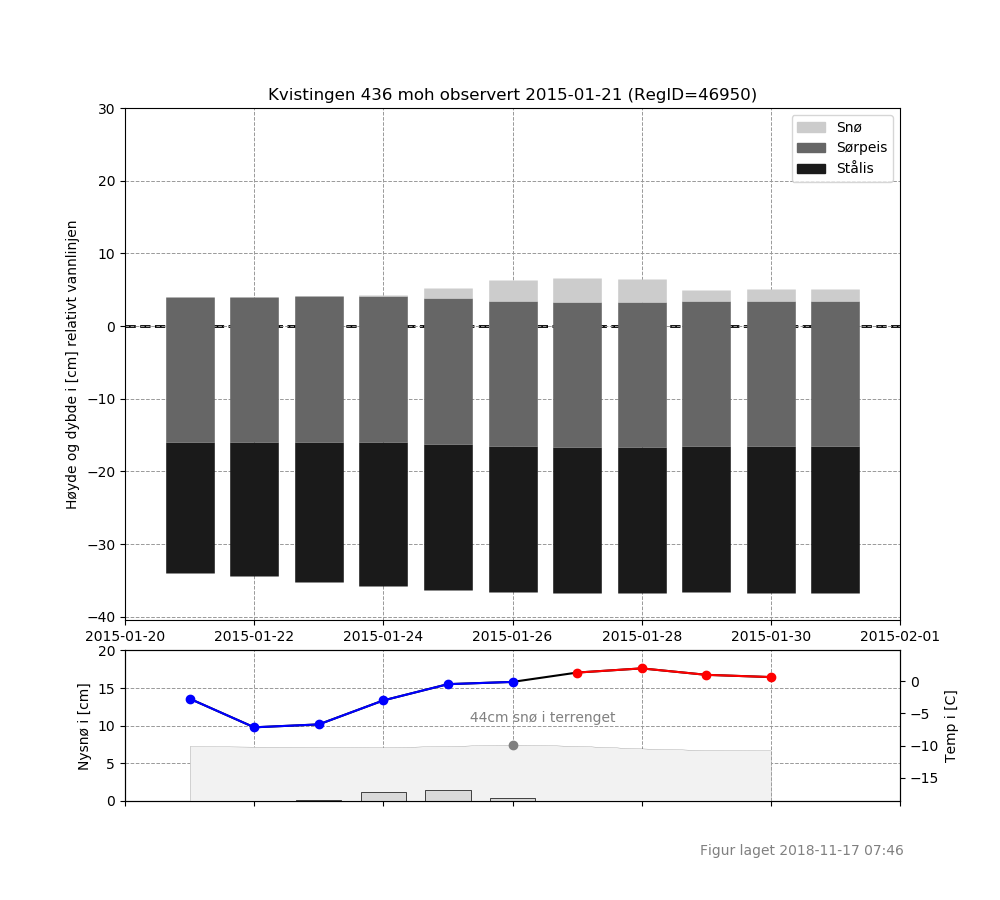 Kvistingen 436 moh observert 2015-01-21 (RegID=46950)
30
20
10
0
−10
−20
−30
−40
Høyde og dybde i [cm] relativt vannlinjen
Snø
Sørpeis
Stålis
2015-01-20 2015-01-22 2015-01-24 2015-01-26 2015-01-28 2015-01-30 2015-02-01
20
15
10
5
0
Nysnø i [cm]
44cm snø i terrenget
0
−5
−10
−15
Temp i [C]
Figur laget 2018-11-17 07:46